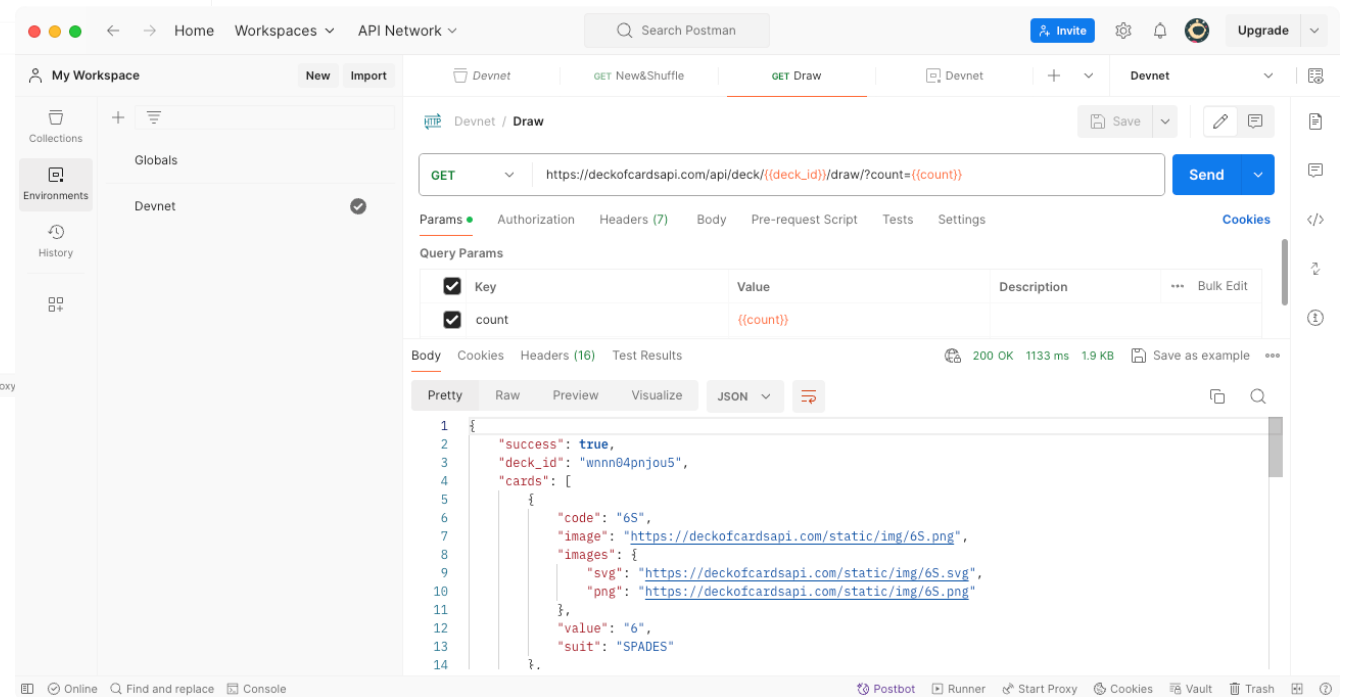 Home Workspaces API Network Search Postman Invite Upgrade
My Workspace New Import Devnet GET New&Shuffle GET Draw Devnet Devnet
Collections
Environments
History
Globals
Devnet
HTTP Devnet / Draw Save
GET https://deckofcardsapi.com/api/deck/{{deck_id}}/draw/?count={{count}} Send
Params Authorization Headers (7) Body Pre-request Script Tests Settings Cookies
Query Params
Key Value Description Bulk Edit
count {{count}}
Body Cookies Headers (16) Test Results 200 OK 1133 ms 1.9 KB Save as example
oxy
Pretty Raw Preview Visualize JSON
1 {
2 "success": true,
3 "deck_id": "wnnn04pnjou5",
4 "cards": [
5 {
6 "code": "6S",
7 "image": "https://deckofcardsapi.com/static/img/6S.png",
8 "images": {
9 "svg": "https://deckofcardsapi.com/static/img/6S.svg",
10 "png": "https://deckofcardsapi.com/static/img/6S.png"
11 },
12 "value": "6",
13 "suit": "SPADES"
14 },
Online Find and replace Console Postbot Runner Start Proxy Cookies Vault Trash